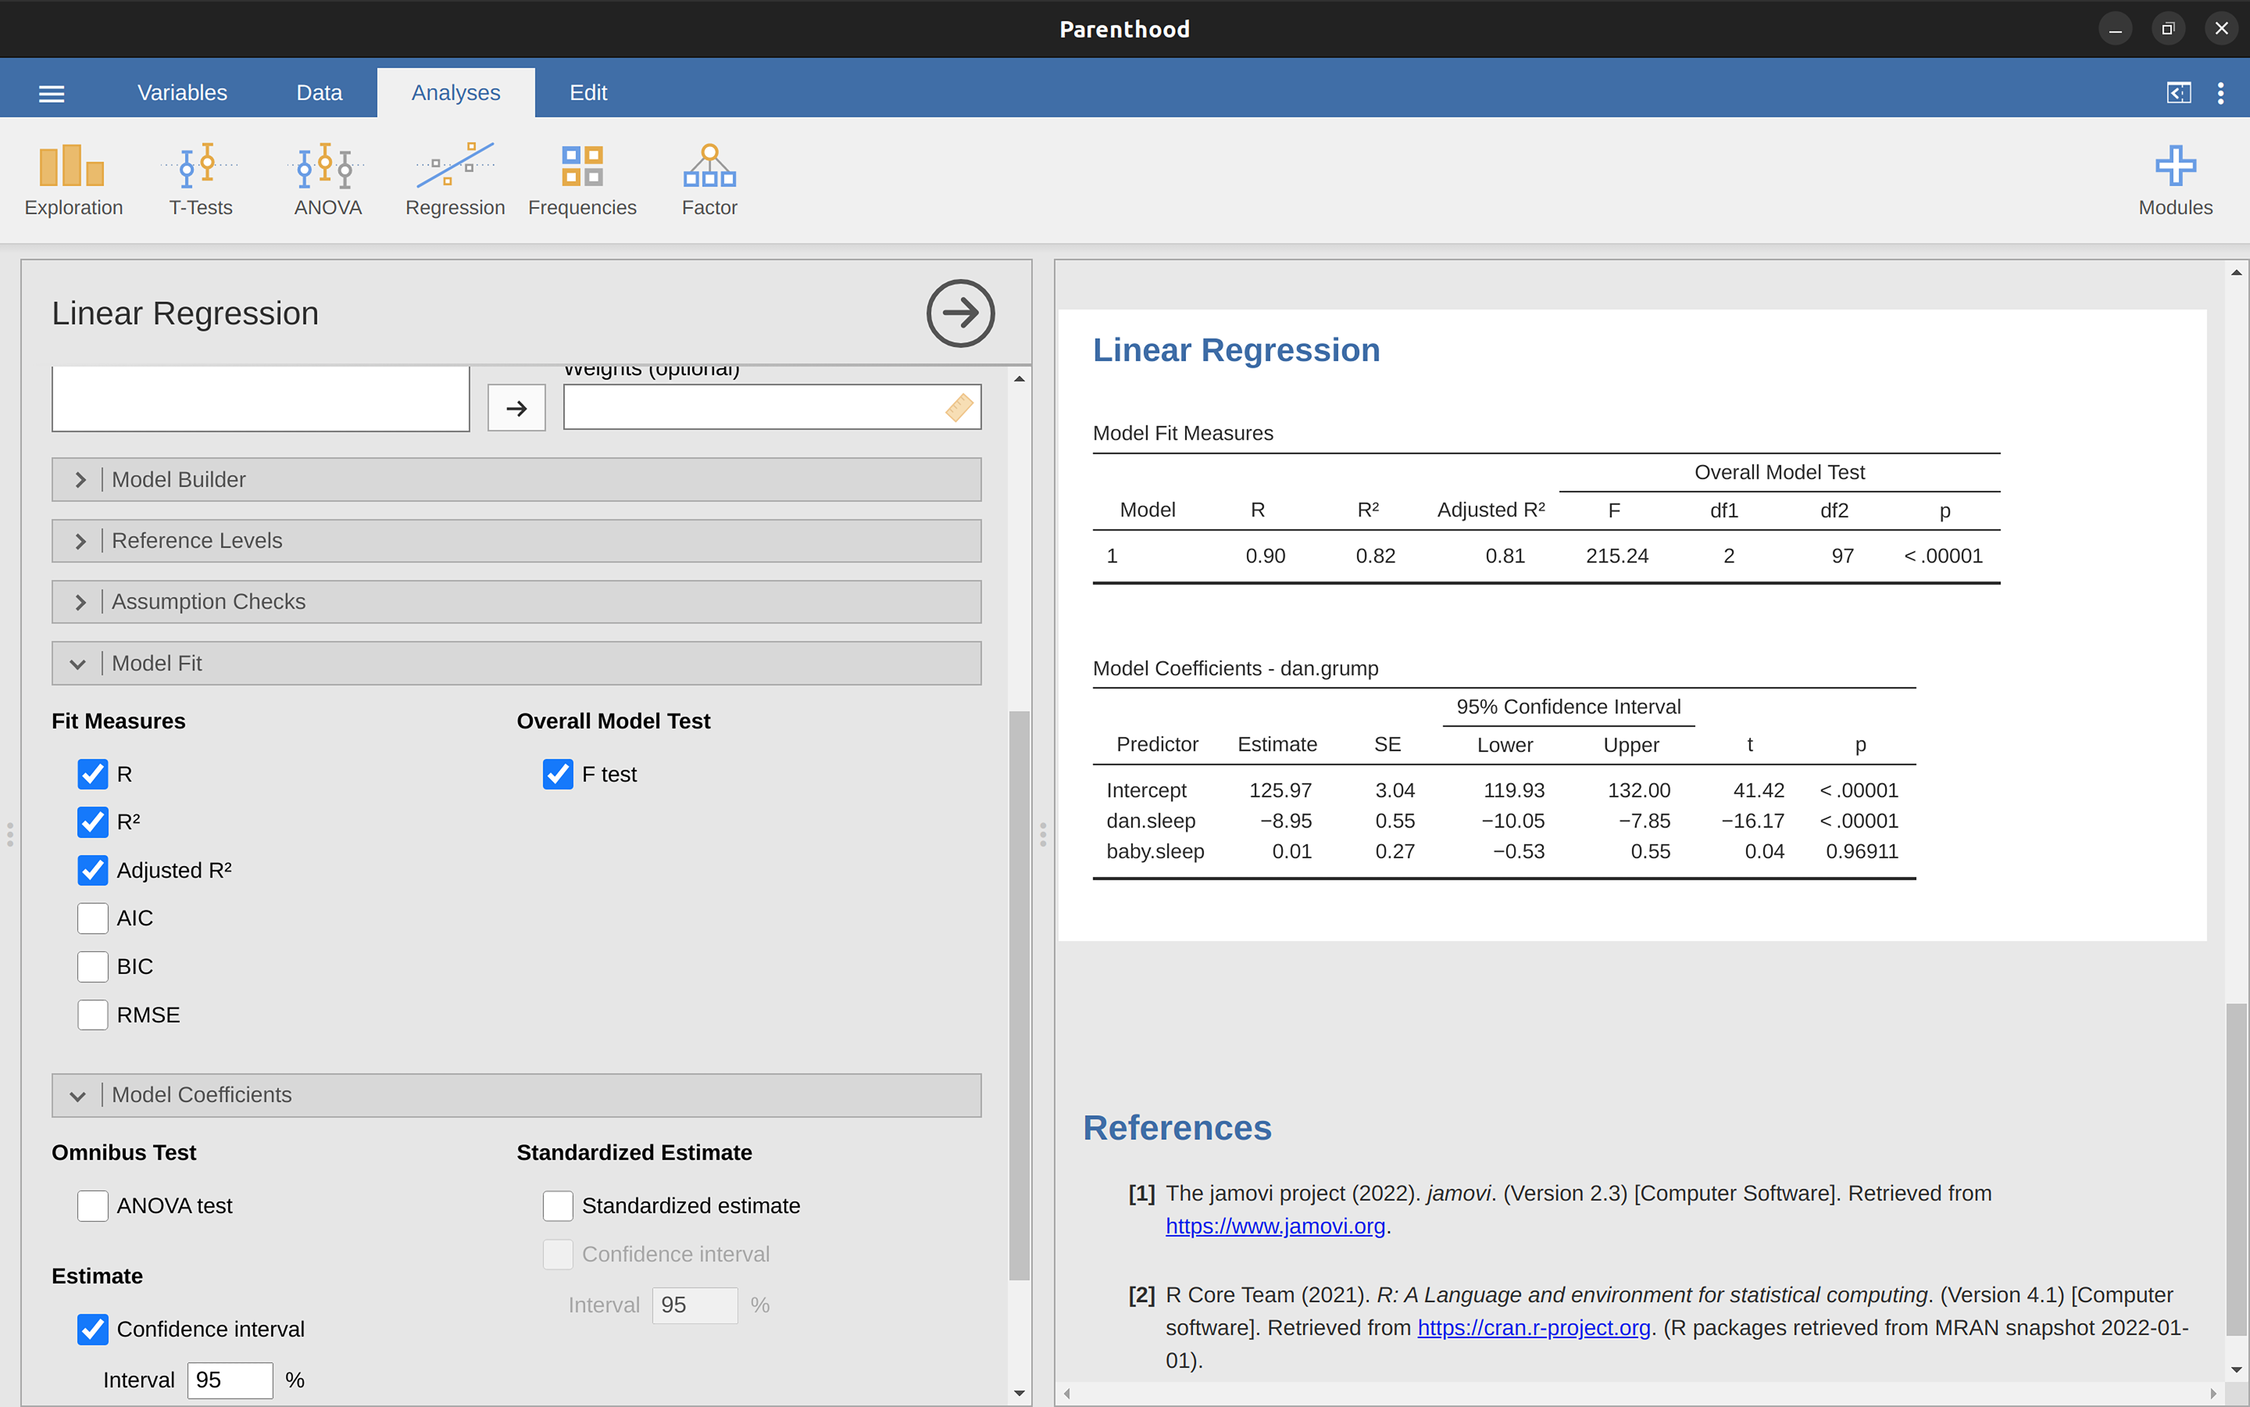 Parenthood
Variables Data Analyses Edit
Exploration T-Tests ANOVA Regression Frequencies Factor Modules
Linear Regression
Weights (optional)
Model Builder
Reference Levels
Assumption Checks
Model Fit
Fit Measures Overall Model Test
R F test
R²
Adjusted R²
AIC
BIC
RMSE
Model Coefficients
Omnibus Test Standardized Estimate
ANOVA test Standardized estimate
Confidence interval
Estimate
Interval 95 %
Confidence interval
Interval 95 %
Linear Regression
Model Fit Measures
Overall Model Test
Model R R² Adjusted R² F df1 df2 p
1 0.90 0.82 0.81 215.24 2 97 < .00001
Model Coefficients - dan.grump
95% Confidence Interval
Predictor Estimate SE Lower Upper t p
Intercept 125.97 3.04 119.93 132.00 41.42 < .00001
dan.sleep −8.95 0.55 −10.05 −7.85 −16.17 < .00001
baby.sleep 0.01 0.27 −0.53 0.55 0.04 0.96911
References
[1] The jamovi project (2022). jamovi. (Version 2.3) [Computer Software]. Retrieved from
https://www.jamovi.org.
[2] R Core Team (2021). R: A Language and environment for statistical computing. (Version 4.1) [Computer
software]. Retrieved from https://cran.r-project.org. (R packages retrieved from MRAN snapshot 2022-01-
01).